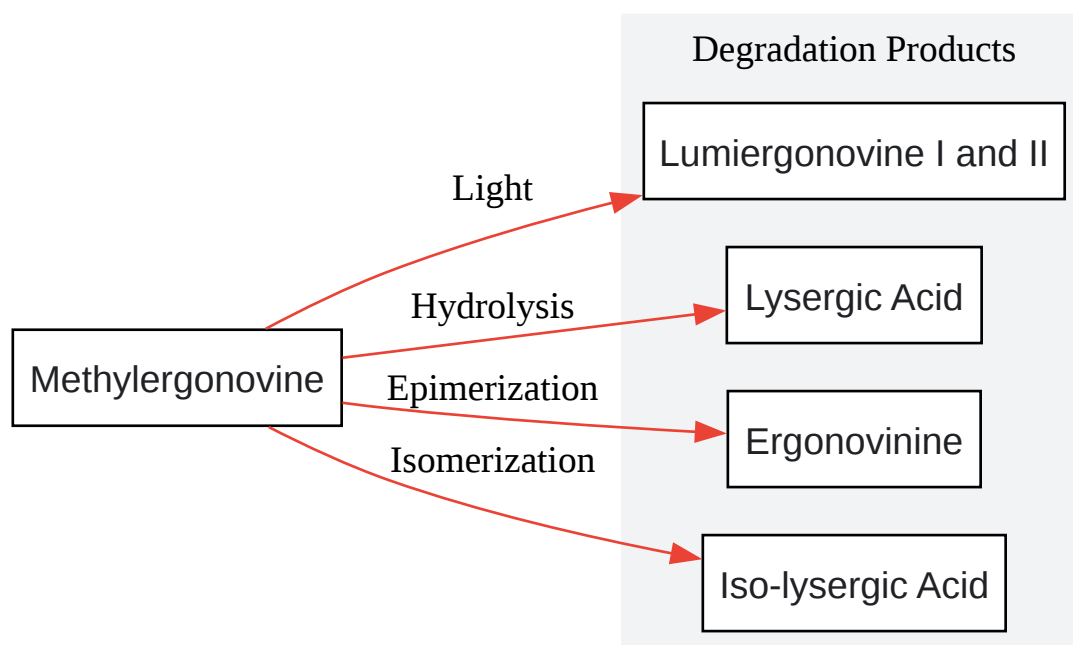 Degradation Products
Lumiergonovine I and II
Light
Lysergic Acid
Hydrolysis
Methylergonovine
Epimerization
Ergonovinine
Isomerization
Iso-lysergic Acid